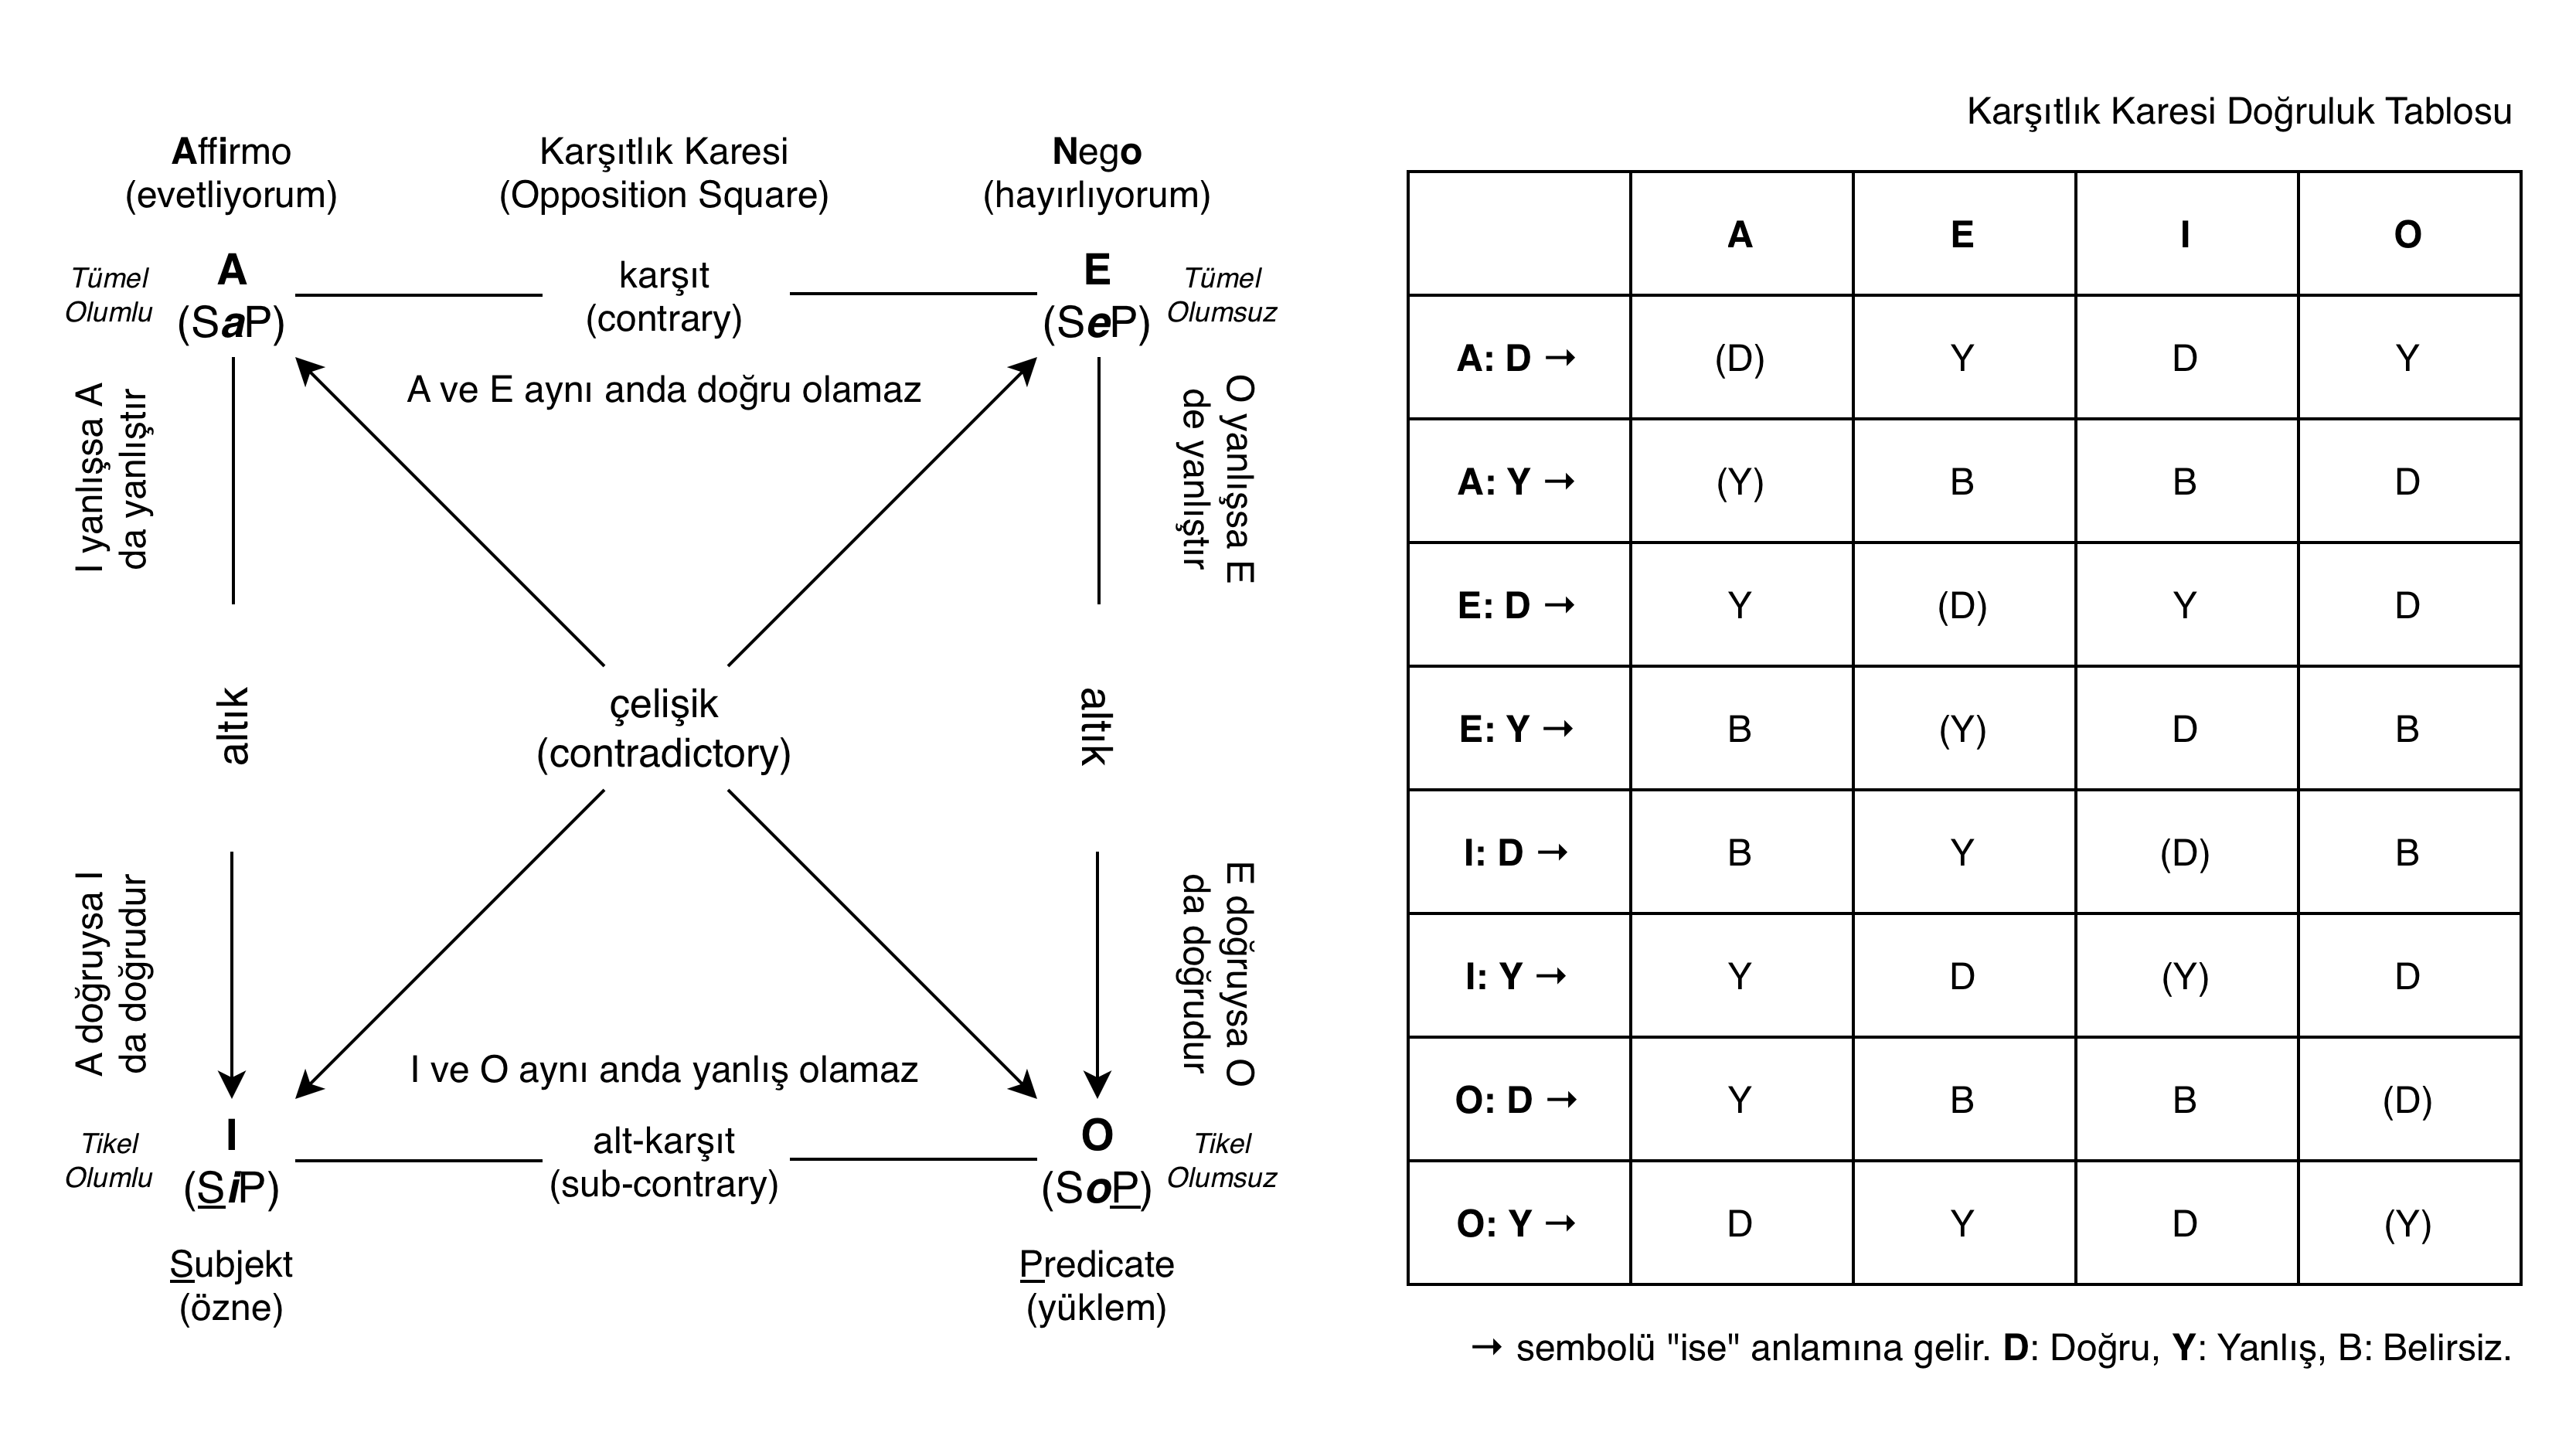 Affirmo
(evetliyorum)
Karşıtlık Karesi
(Opposition Square)
Nego
(hayırlıyorum)
Tümel
Olumlu
A
(SaP)
karşıt
(contrary)
E
(SeP)
Tümel
Olumsuz
A ve E aynı anda doğru olamaz
I yanlışsa A
da yanlıştır
O yanlışsa E
de yanlıştır
altık
çelişik
(contradictory)
altık
A doğruysa I
da doğrudur
E doğruysa O
da doğrudur
I ve O aynı anda yanlış olamaz
Tikel
Olumlu
I
(SiP)
alt-karşıt
(sub-contrary)
O
(SoP)
Tikel
Olumsuz
Subjekt
(özne)
Predicate
(yüklem)
Karşıtlık Karesi Doğruluk Tablosu
A E I O
A: D → (D) Y D Y
A: Y → (Y) B B D
E: D → Y (D) Y D
E: Y → B (Y) D B
I: D → B Y (D) B
I: Y → Y D (Y) D
O: D → Y B B (D)
O: Y → D Y D (Y)
→ sembolü "ise" anlamına gelir. D: Doğru, Y: Yanlış, B: Belirsiz.